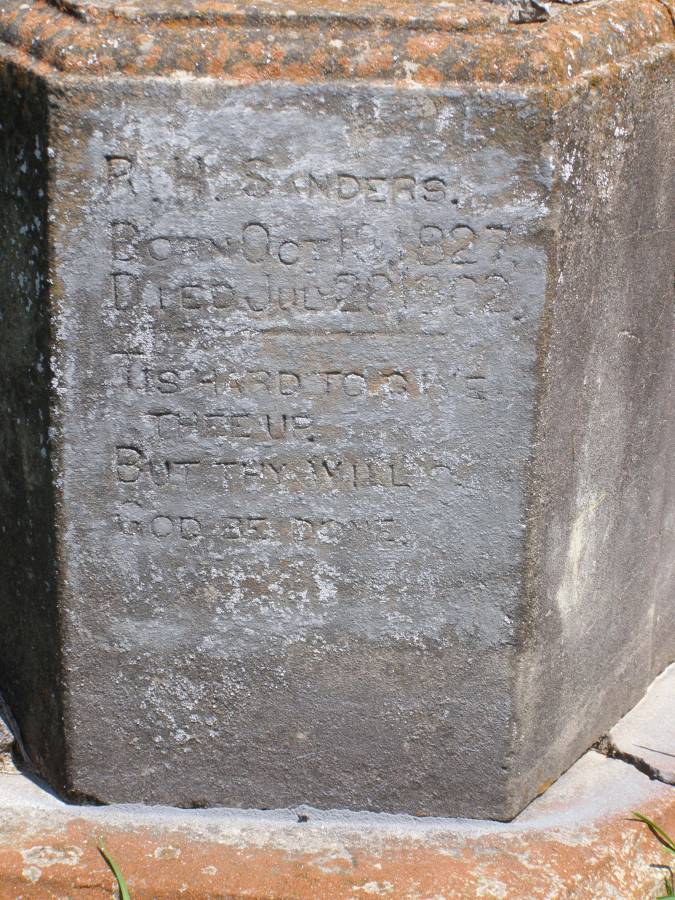 R. H. SANDERS.
BORN OCT 13, 1827,
DIED JULY 28, 1902,
TIS HARD TO GIVE
THEE UP.
BUT THY WILL O
GOD BE DONE.